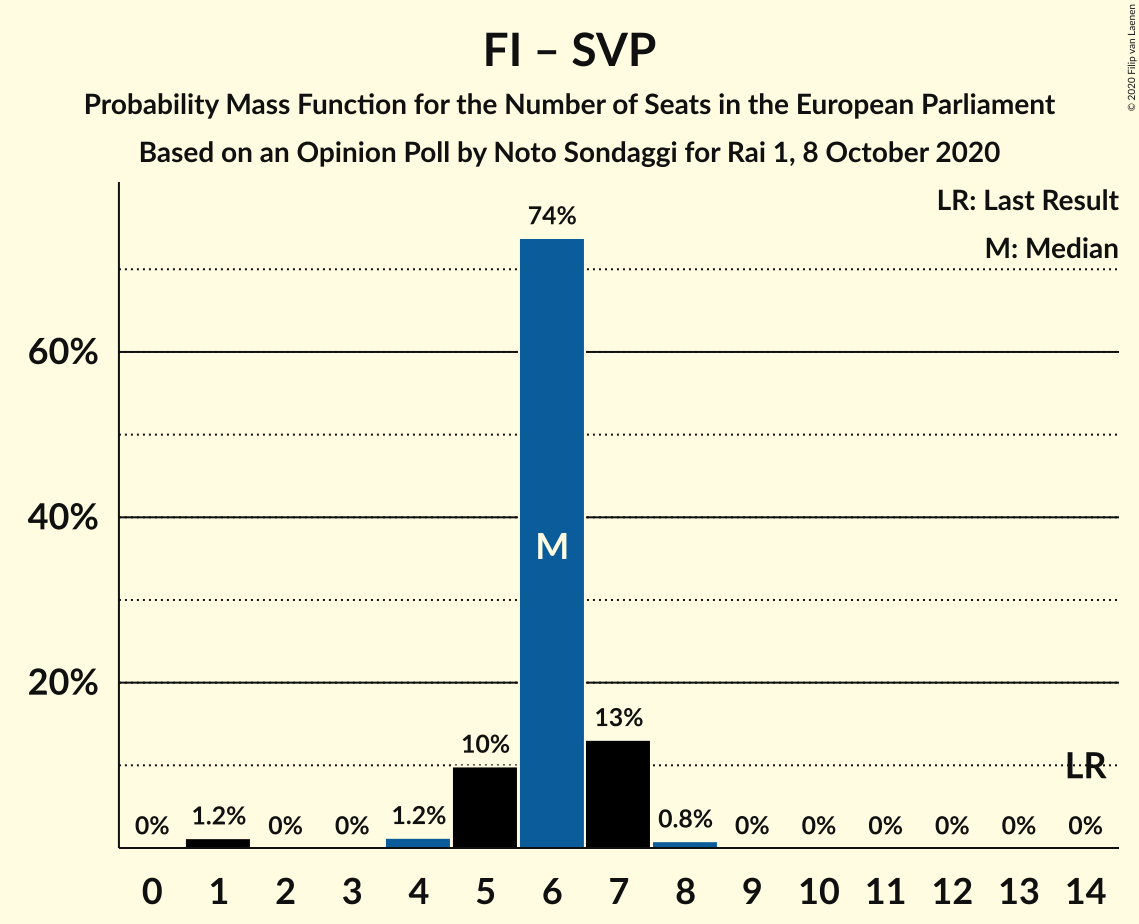 FI – SVP
Probability Mass Function for the Number of Seats in the European Parliament
Based on an Opinion Poll by Noto Sondaggi for Rai 1, 8 October 2020
© 2020 Filip van Laenen
LR: Last Result
M: Median
60%
40%
20%
0%
1.2%
0%
0%
1.2%
10%
74%
M
13%
0.8%
0%
0%
0%
0%
0%
LR
0%
0 1 2 3 4 5 6 7 8 9 10 11 12 13 14